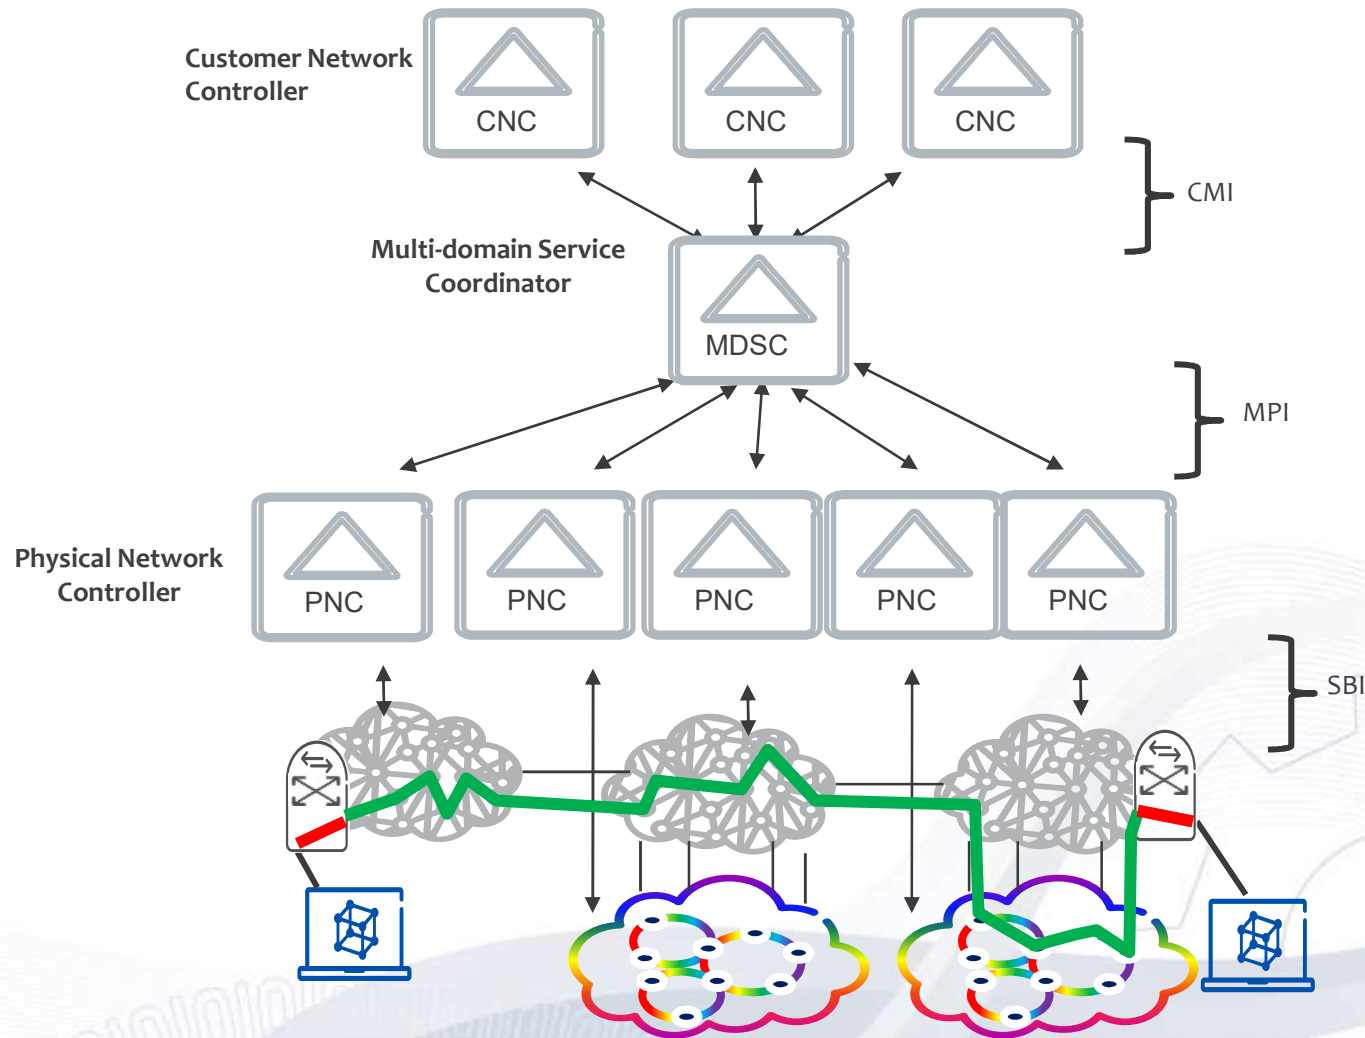 Customer Network
Controller
CNC
CNC
CNC
CMI
Multi-domain Service
Coordinator
MDSC
MPI
Physical Network
Controller
PNC
PNC
PNC
PNC
PNC
SBI